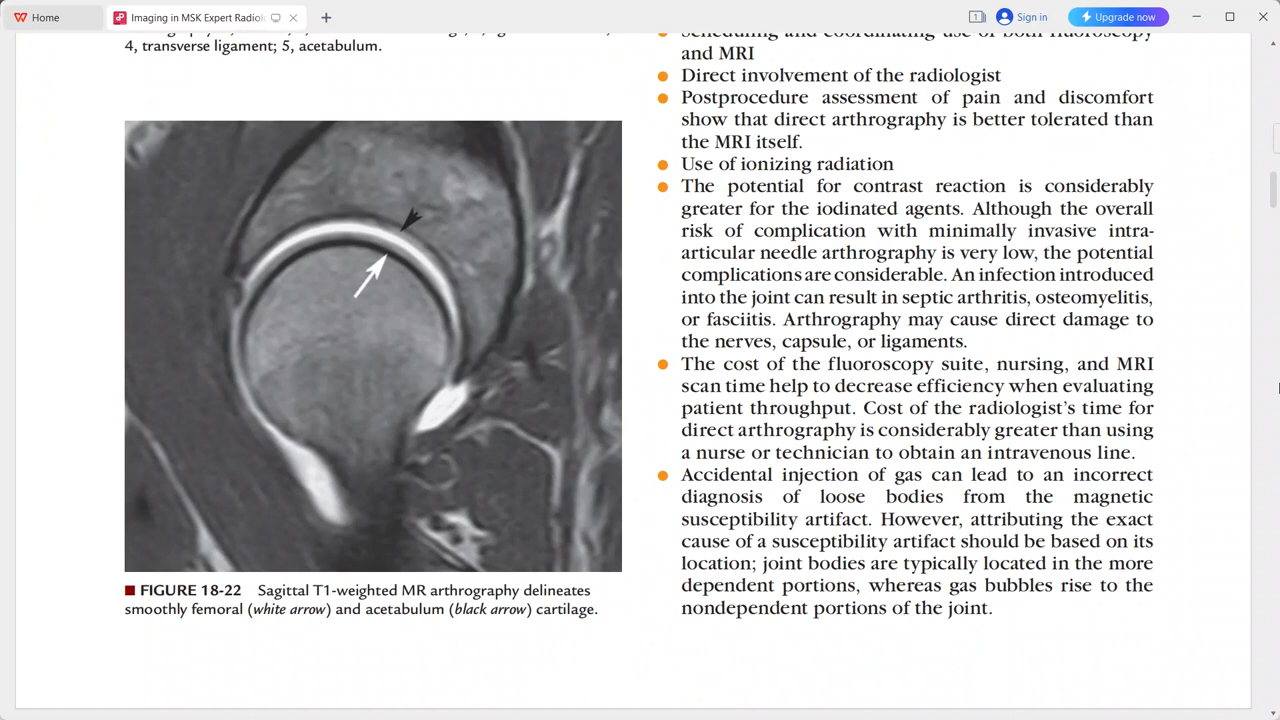 Home
Imaging in MSK Expert Radiol
1
Sign in
Upgrade now
4, transverse ligament; 5, acetabulum.
FIGURE 18-22 Sagittal T1-weighted MR arthrography delineates
smoothly femoral (white arrow) and acetabulum (black arrow) cartilage.
Scheduling and coordinating use of both fluoroscopy
and MRI
Direct involvement of the radiologist
Postprocedure assessment of pain and discomfort
show that direct arthrography is better tolerated than
the MRI itself.
Use of ionizing radiation
The potential for contrast reaction is considerably
greater for the iodinated agents. Although the overall
risk of complication with minimally invasive intra-
articular needle arthrography is very low, the potential
complications are considerable. An infection introduced
into the joint can result in septic arthritis, osteomyelitis,
or fasciitis. Arthrography may cause direct damage to
the nerves, capsule, or ligaments.
The cost of the fluoroscopy suite, nursing, and MRI
scan time help to decrease efficiency when evaluating
patient throughput. Cost of the radiologist's time for
direct arthrography is considerably greater than using
a nurse or technician to obtain an intravenous line.
Accidental injection of gas can lead to an incorrect
diagnosis of loose bodies from the magnetic
susceptibility artifact. However, attributing the exact
cause of a susceptibility artifact should be based on its
location; joint bodies are typically located in the more
dependent portions, whereas gas bubbles rise to the
nondependent portions of the joint.